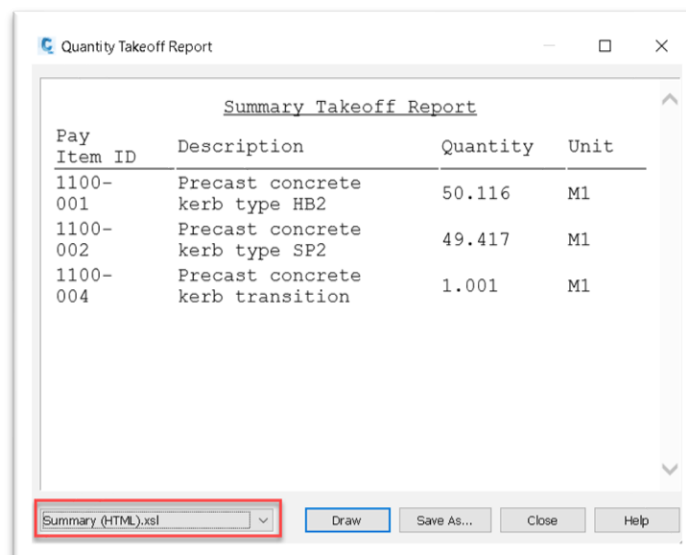 Quantity Takeoff Report
Summary Takeoff Report
Pay
Item ID Description Quantity Unit
1100-
001 Precast concrete
kerb type HB2 50.116 M1
1100-
002 Precast concrete
kerb type SP2 49.417 M1
1100-
004 Precast concrete
kerb transition 1.001 M1
Summary (HTML).xsl Draw Save As... Close Help